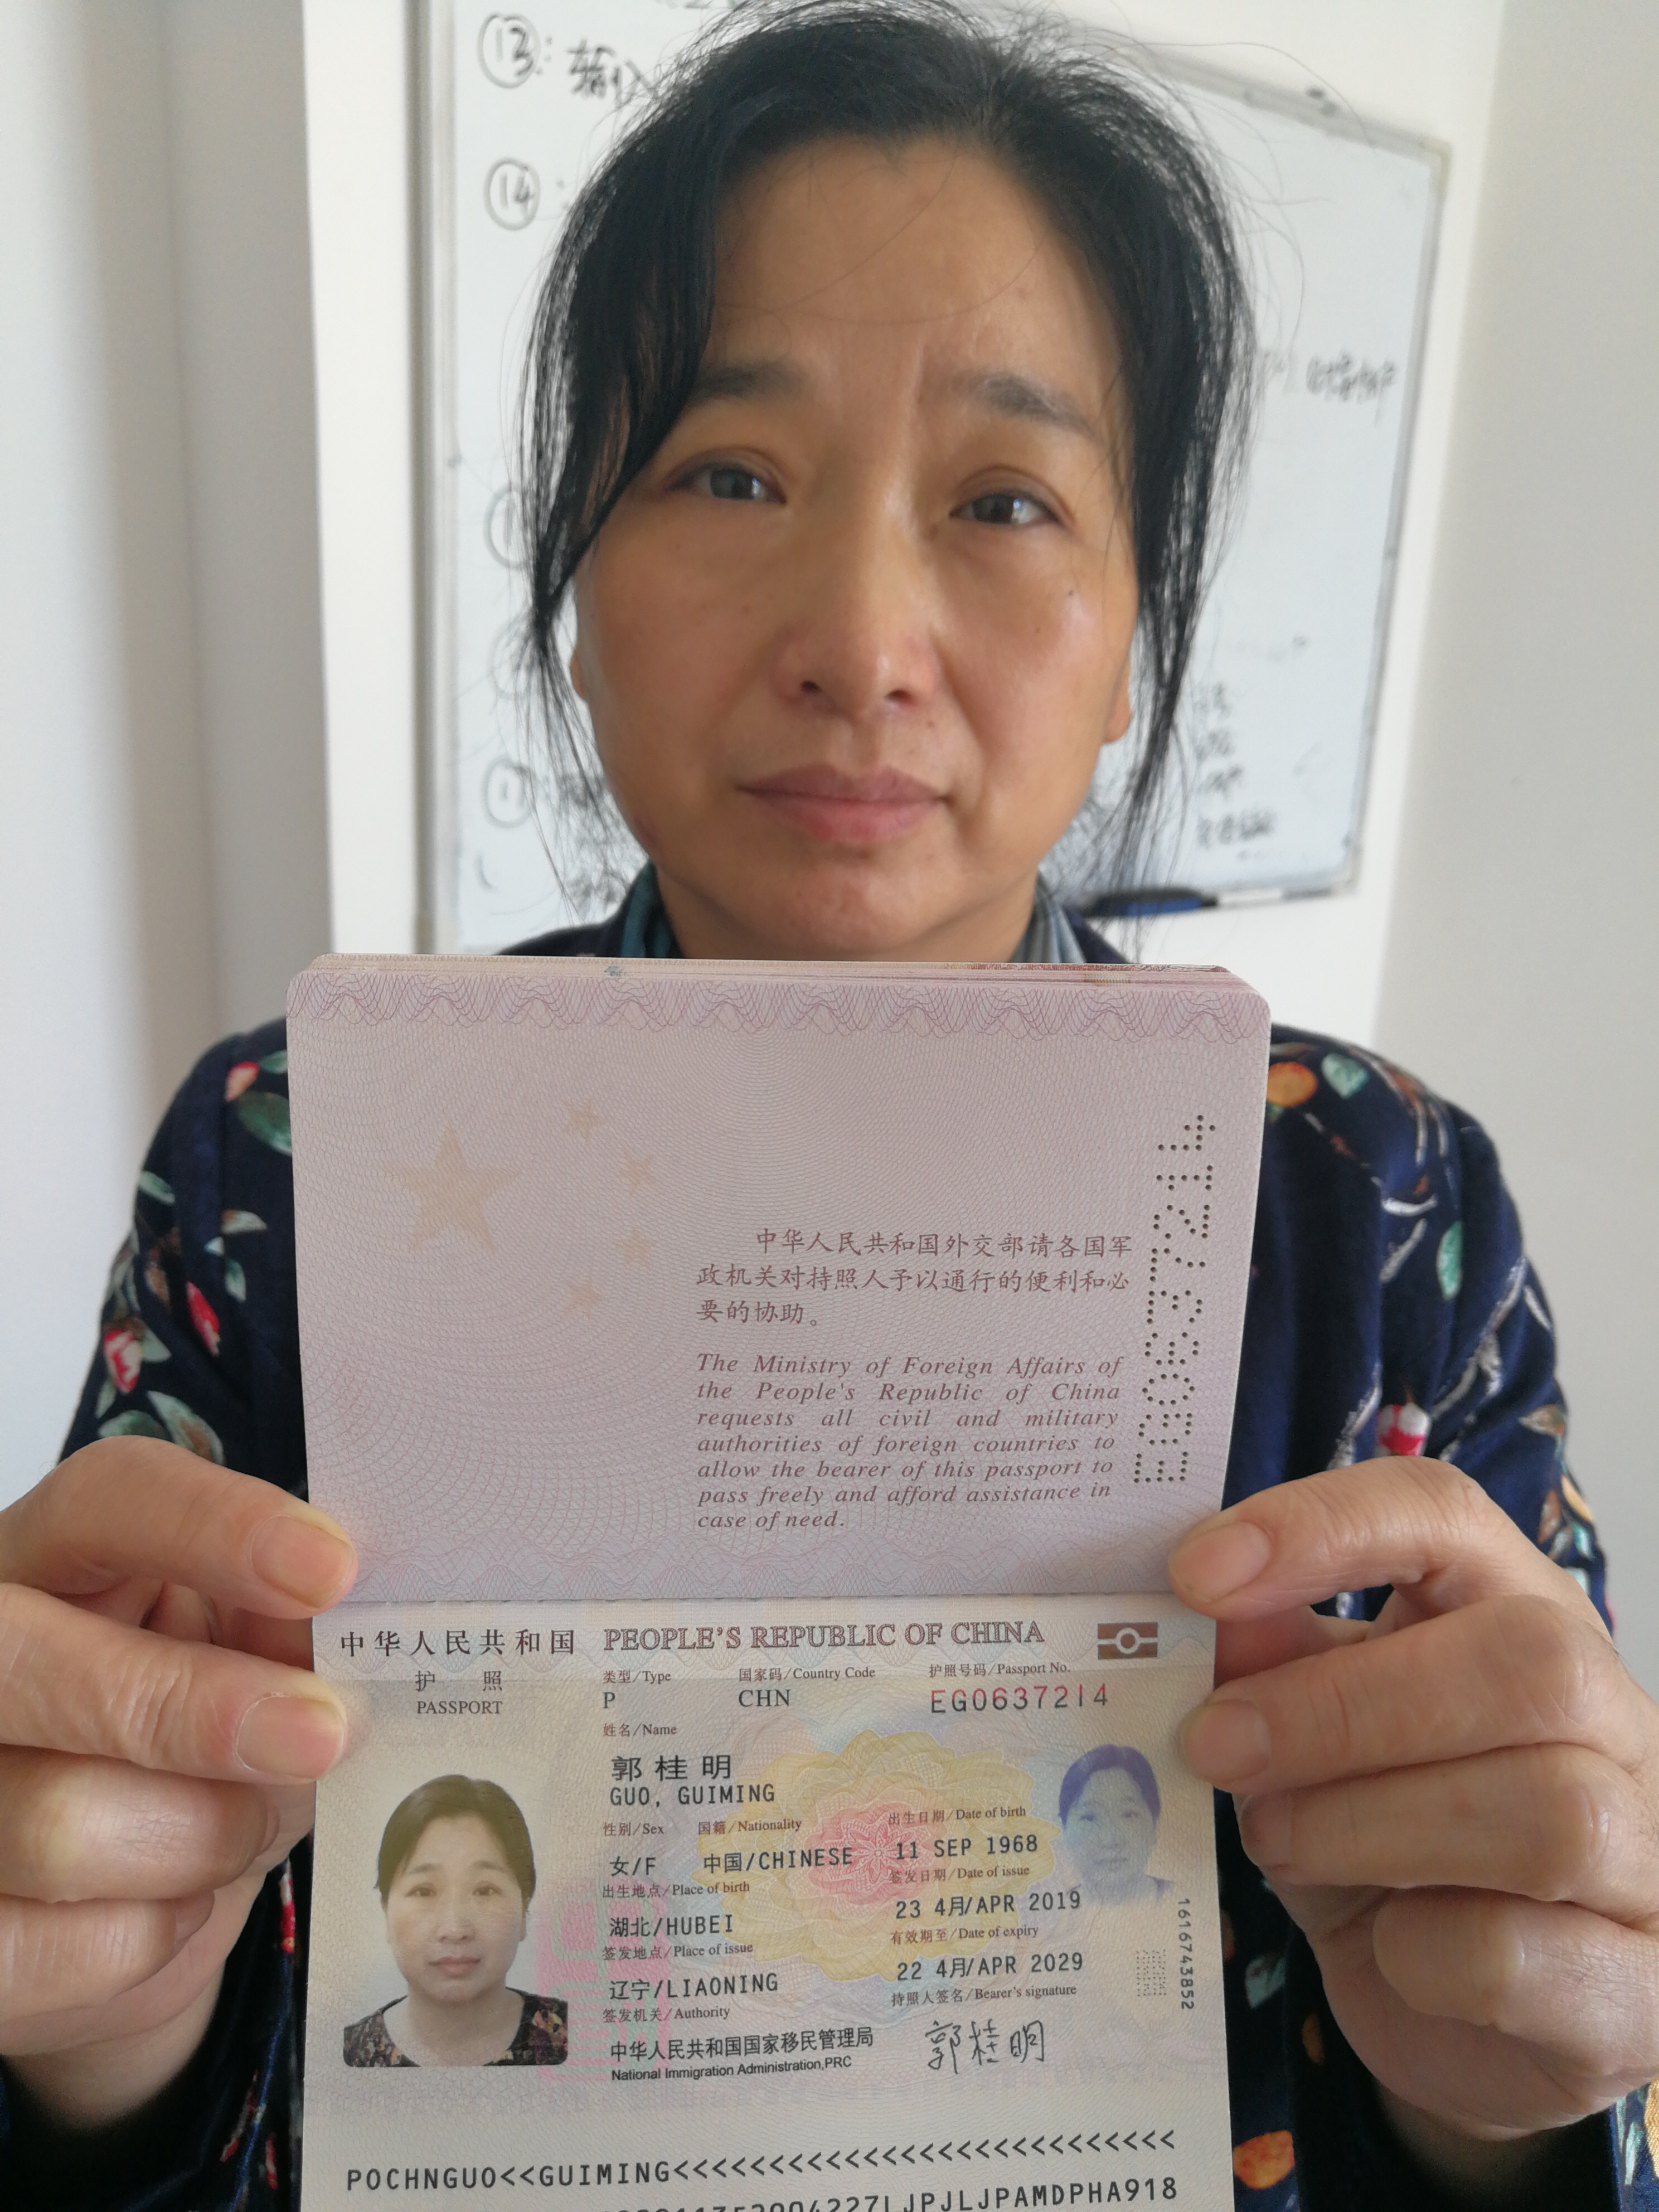 ⑬: 输入
⑭
中华人民共和国外交部请各国军
政机关对持照人予以通行的便利和必
要的协助。
The Ministry of Foreign Affairs of
the People's Republic of China
requests all civil and military
authorities of foreign countries to
allow the bearer of this passport to
pass freely and afford assistance in
case of need.
EG0637214
中华人民共和国 PEOPLE'S REPUBLIC OF CHINA
护 照
PASSPORT
类型/Type 国家码/Country Code 护照号码/Passport No.
P CHN EG0637214
姓名/Name
郭桂明
GUO, GUIMING
性别/Sex 国籍/Nationality 出生日期/Date of birth
女/F 中国/CHINESE 11 SEP 1968
出生地点/Place of birth 签发日期/Date of issue
湖北/HUBEI 23 4月/APR 2019
签发地点/Place of issue 有效期至/Date of expiry
辽宁/LIAONING 22 4月/APR 2029
签发机关/Authority 持照人签名/Bearer's signature
中华人民共和国国家移民管理局 郭桂明
National Immigration Administration,PRC
1616743852
POCHNGUO<<GUIMING<<<<<<<<<<<<<<<<<<<<<<<<<<<